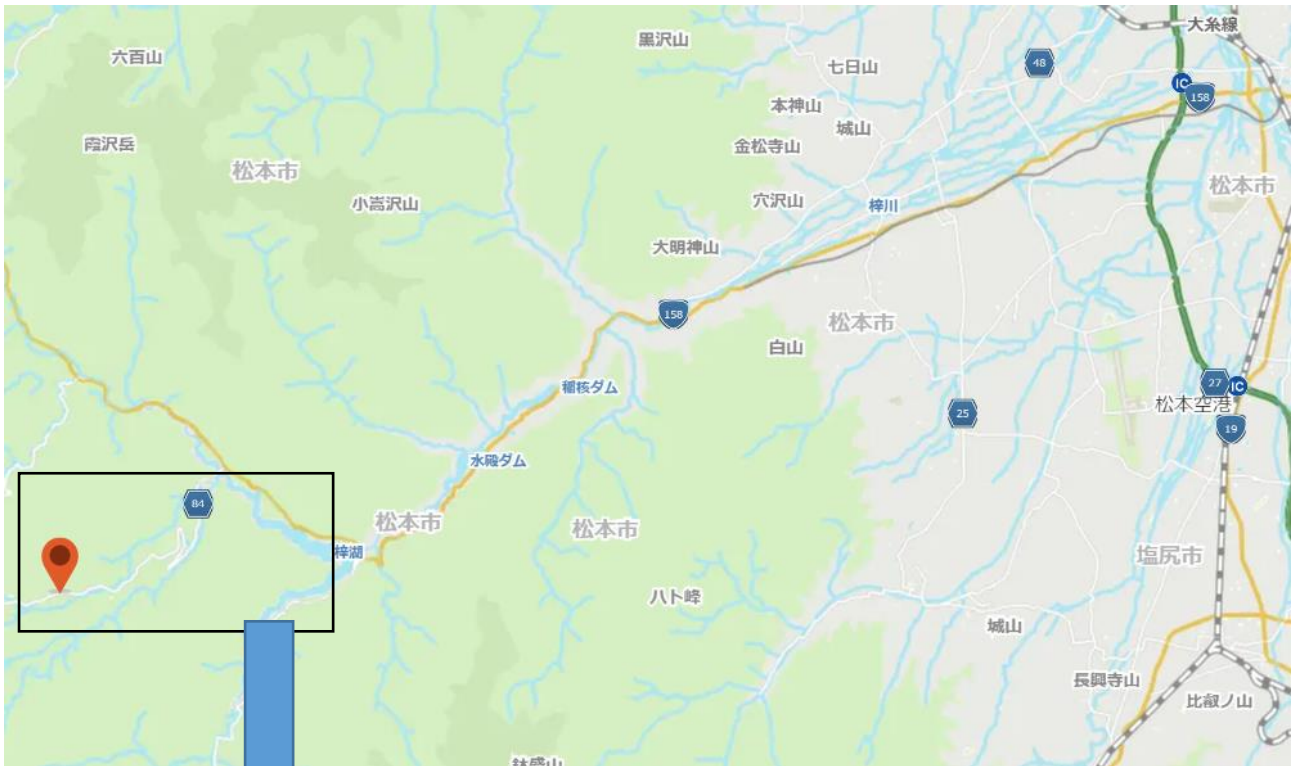 大糸線
黒沢山
六百山
七日山
48
IC
158
本神山
城山
霞沢岳
金松寺山
松本市
松本市
穴沢山
小嵩沢山
梓川
大明神山
158
松本市
白山
稲核ダム
27
IC
松本空港
25
19
水殿ダム
84
松本市
松本市
梓湖
塩尻市
八ト峰
城山
長興寺山
比叡ノ山
鉢盛山